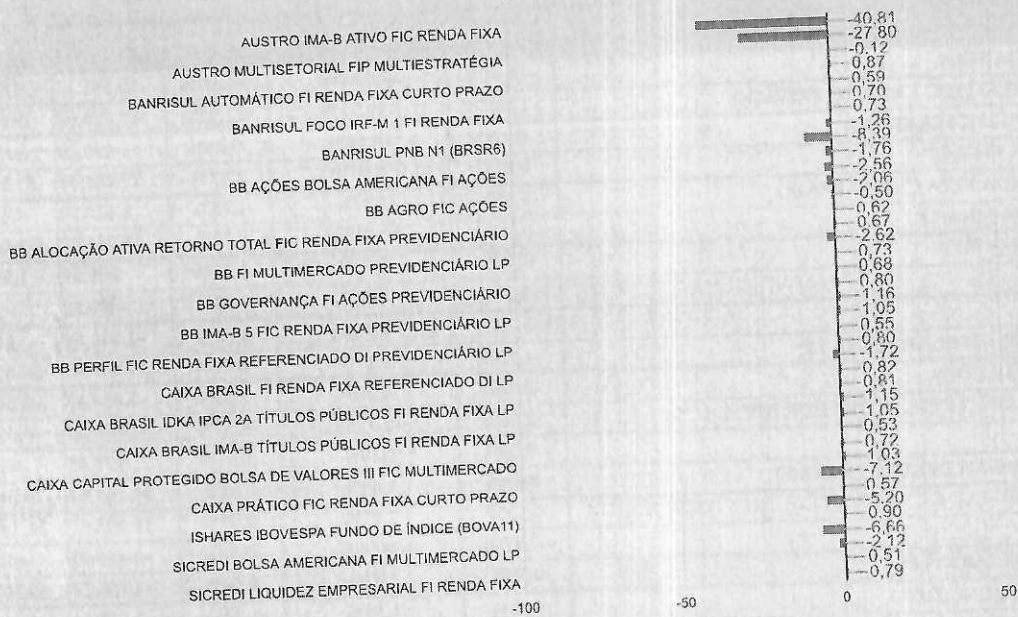 AUSTRO IMA-B ATIVO FIC RENDA FIXA
AUSTRO MULTISETORIAL FIP MULTIESTRATÉGIA
BANRISUL AUTOMÁTICO FI RENDA FIXA CURTO PRAZO
BANRISUL FOCO IRF-M 1 FI RENDA FIXA
BANRISUL PNB N1 (BRSR6)
BB AÇÕES BOLSA AMERICANA FI AÇÕES
BB AGRO FIC AÇÕES
BB ALOCAÇÃO ATIVA RETORNO TOTAL FIC RENDA FIXA PREVIDENCIÁRIO
BB FI MULTIMERCADO PREVIDENCIÁRIO LP
BB GOVERNANÇA FI AÇÕES PREVIDENCIÁRIO
BB IMA-B 5 FIC RENDA FIXA PREVIDENCIÁRIO LP
BB PERFIL FIC RENDA FIXA REFERENCIADO DI PREVIDENCIÁRIO LP
CAIXA BRASIL FI RENDA FIXA REFERENCIADO DI LP
CAIXA BRASIL IDKA IPCA 2A TÍTULOS PÚBLICOS FI RENDA FIXA LP
CAIXA BRASIL IMA-B TÍTULOS PÚBLICOS FI RENDA FIXA LP
CAIXA CAPITAL PROTEGIDO BOLSA DE VALORES III FIC MULTIMERCADO
CAIXA PRÁTICO FIC RENDA FIXA CURTO PRAZO
ISHARES IBOVESPA FUNDO DE ÍNDICE (BOVA11)
SICREDI BOLSA AMERICANA FI MULTIMERCADO LP
SICREDI LIQUIDEZ EMPRESARIAL FI RENDA FIXA
-40,81
-27,80
-0,12
0,87
0,59
0,70
0,73
-1,26
-8,39
-1,76
-2,56
-2,06
-0,50
0,62
0,67
-2,62
0,73
0,68
0,80
1,16
1,05
0,55
0,80
-1,72
0,82
0,81
1,15
1,05
0,53
0,72
1,03
-7,12
0,57
-5,20
0,90
-6,66
-2,12
0,51
0,79
-100 -50 0 50